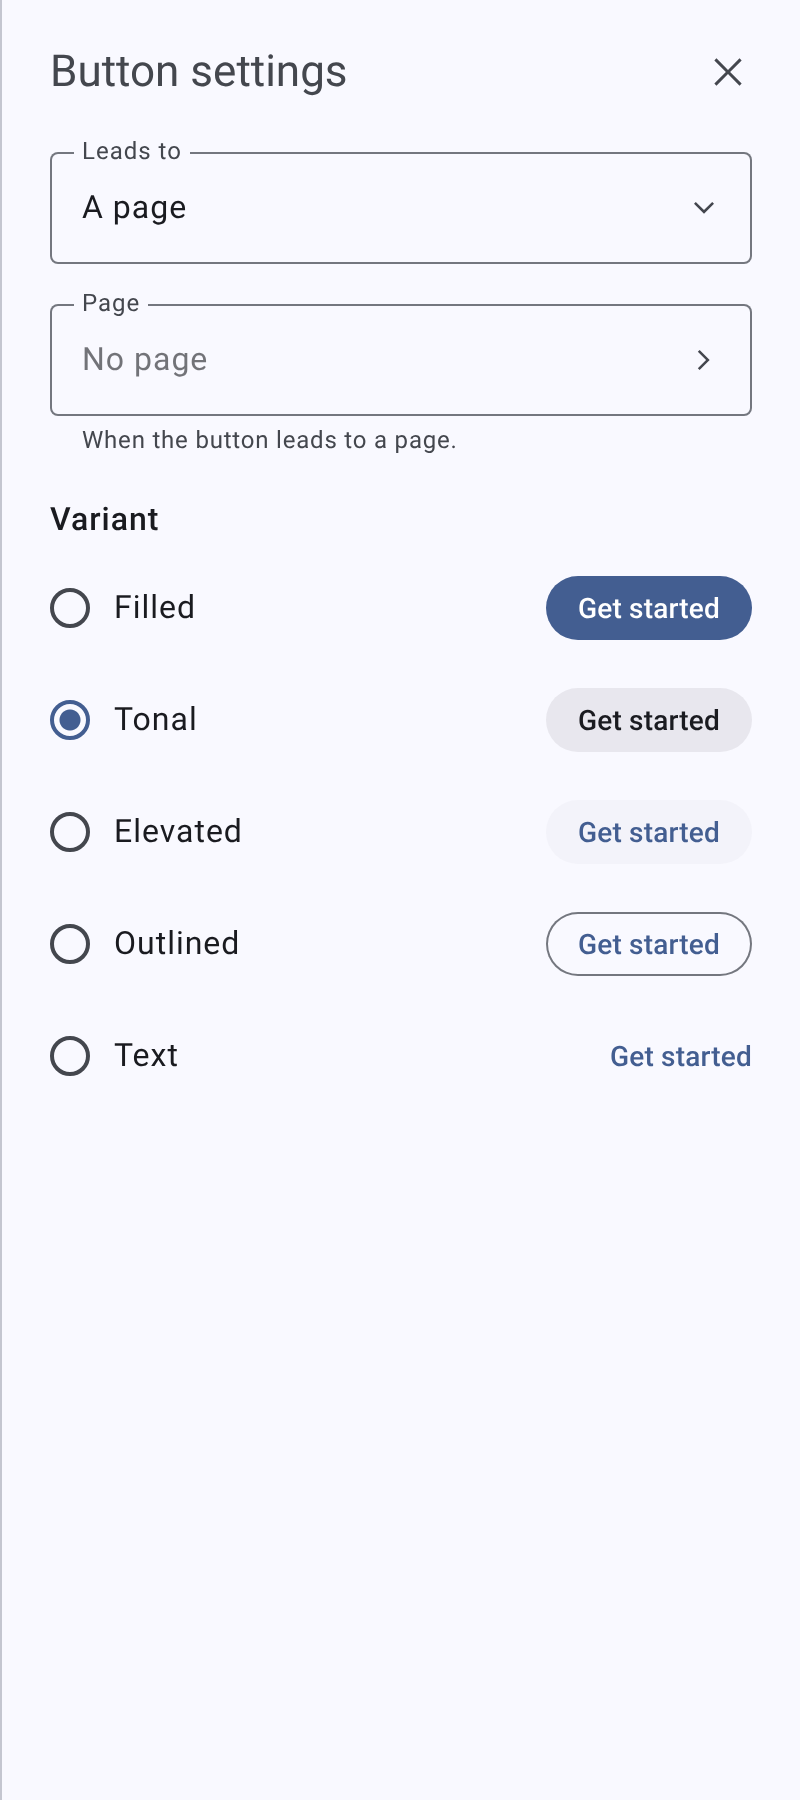 Button settings
Leads to
A page
Page
No page
When the button leads to a page.
Variant
Filled
Get started
Tonal
Get started
Elevated
Get started
Outlined
Get started
Text
Get started